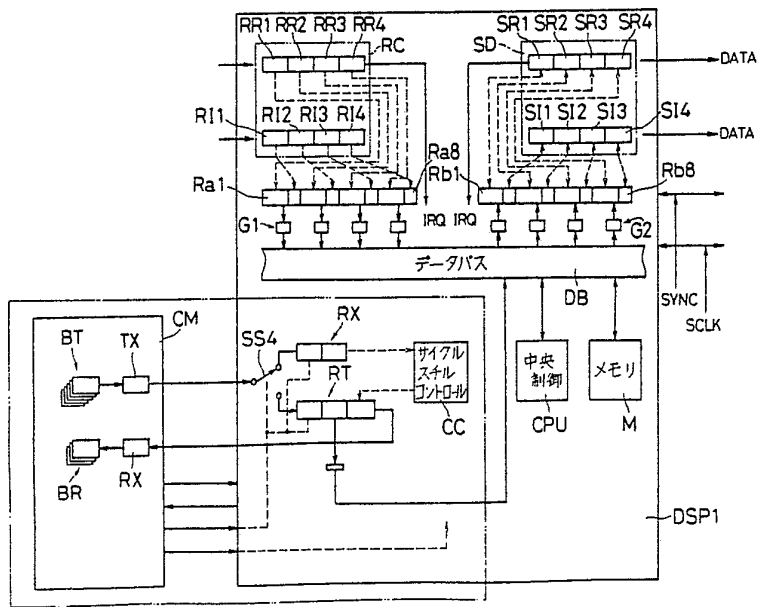 RR1 RR2 RR3 RR4
RC
SR1 SR2 SR3 SR4
SD
DATA
RI1 RI2 RI3 RI4
SI1 SI2 SI3 SI4
DATA
Ra1
Ra8
Rb1
Rb8
G1
IRQ IRQ
G2
データバス
DB
SYNC
SCLK
CM
BT TX
SS4
RX
RT
サイクル
スチル
コントロール
CC
中央
制御
CPU
メモリ
M
BR RX
DSP1